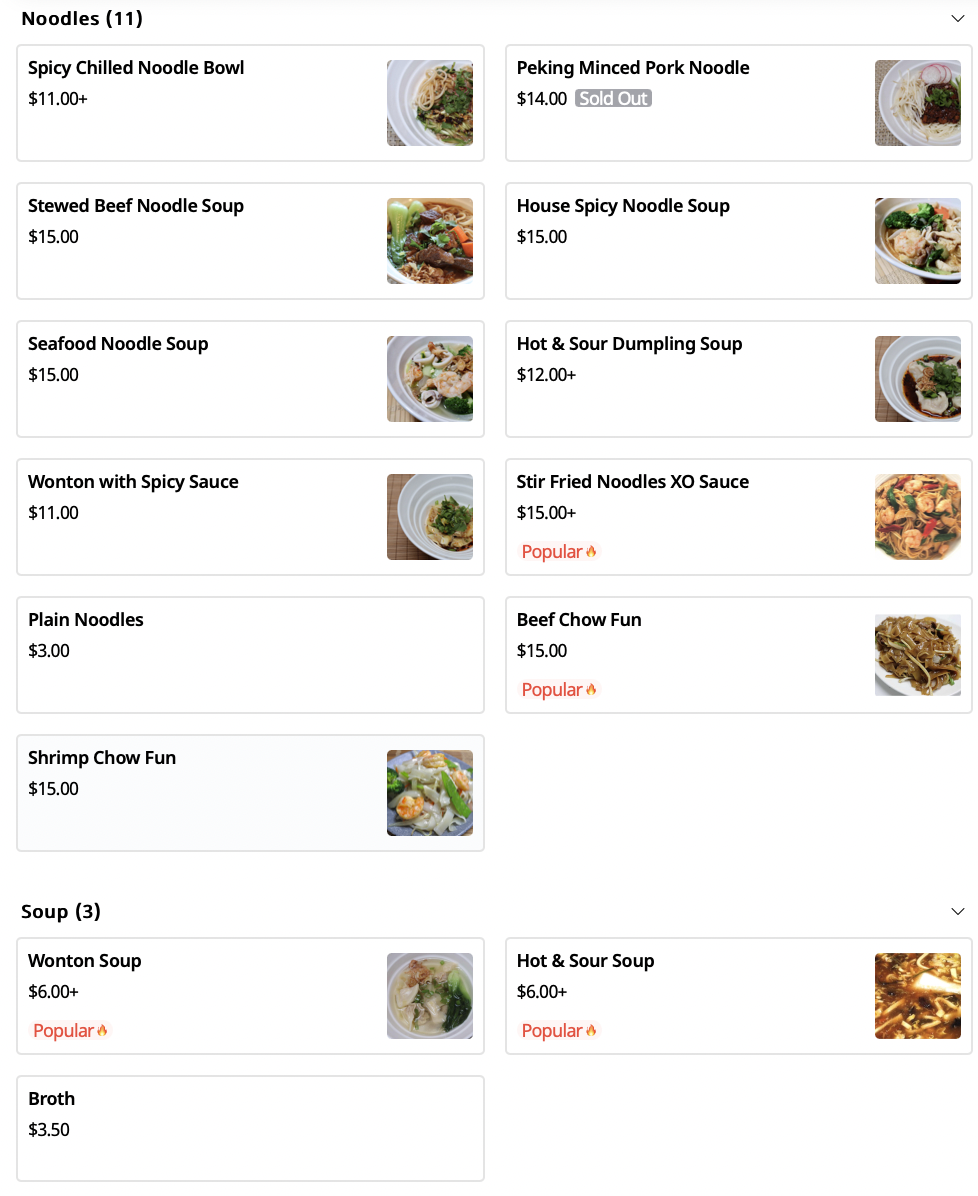 Noodles (11)
Spicy Chilled Noodle Bowl
$11.00+
Peking Minced Pork Noodle
$14.00 Sold Out
Stewed Beef Noodle Soup
$15.00
House Spicy Noodle Soup
$15.00
Seafood Noodle Soup
$15.00
Hot & Sour Dumpling Soup
$12.00+
Wonton with Spicy Sauce
$11.00
Stir Fried Noodles XO Sauce
$15.00+
Popular🔥
Plain Noodles
$3.00
Beef Chow Fun
$15.00
Popular🔥
Shrimp Chow Fun
$15.00
Soup (3)
Wonton Soup
$6.00+
Popular🔥
Hot & Sour Soup
$6.00+
Popular🔥
Broth
$3.50